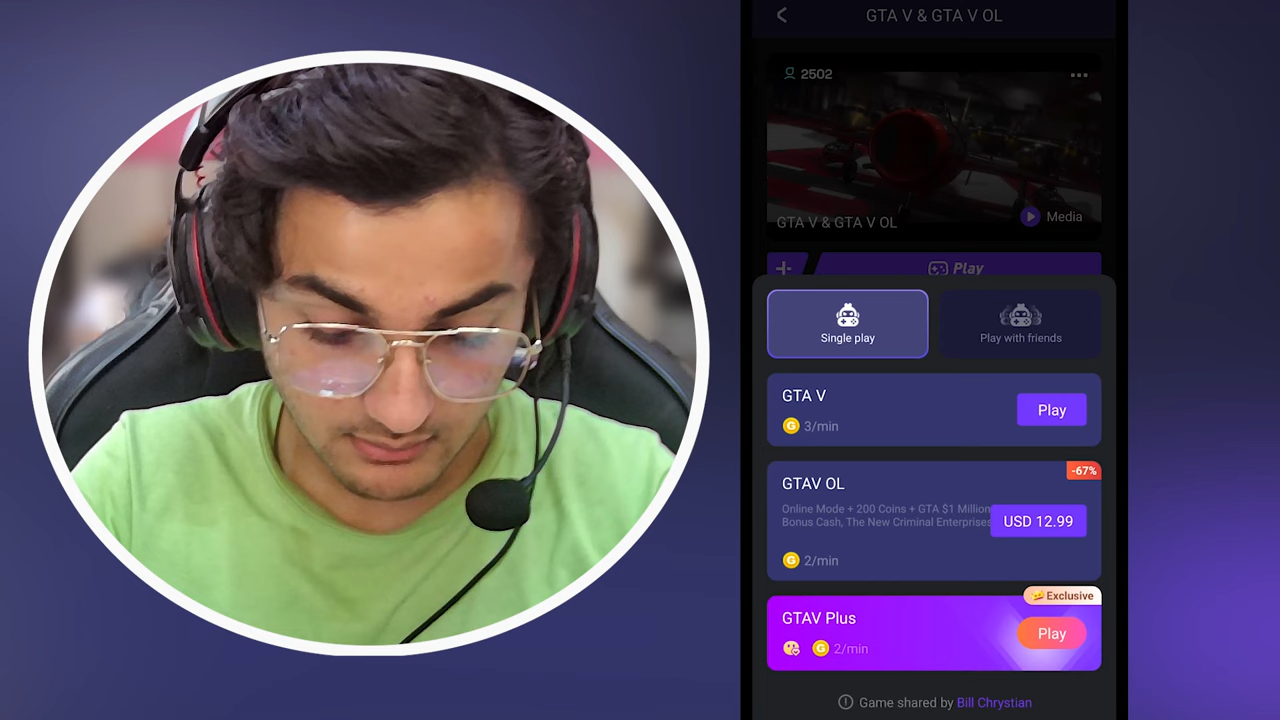 GTA V & GTA V OL
2502
GTA V & GTA V OL
Media
Play
Single play
Play with friends
GTA V
G 3/min
Play
-67%
GTAV OL
Online Mode + 200 Coins + GTA $1 Million
Bonus Cash, The New Criminal Enterprises
USD 12.99
G 2/min
Exclusive
GTAV Plus
G 2/min
Play
Game shared by Bill Chrystian